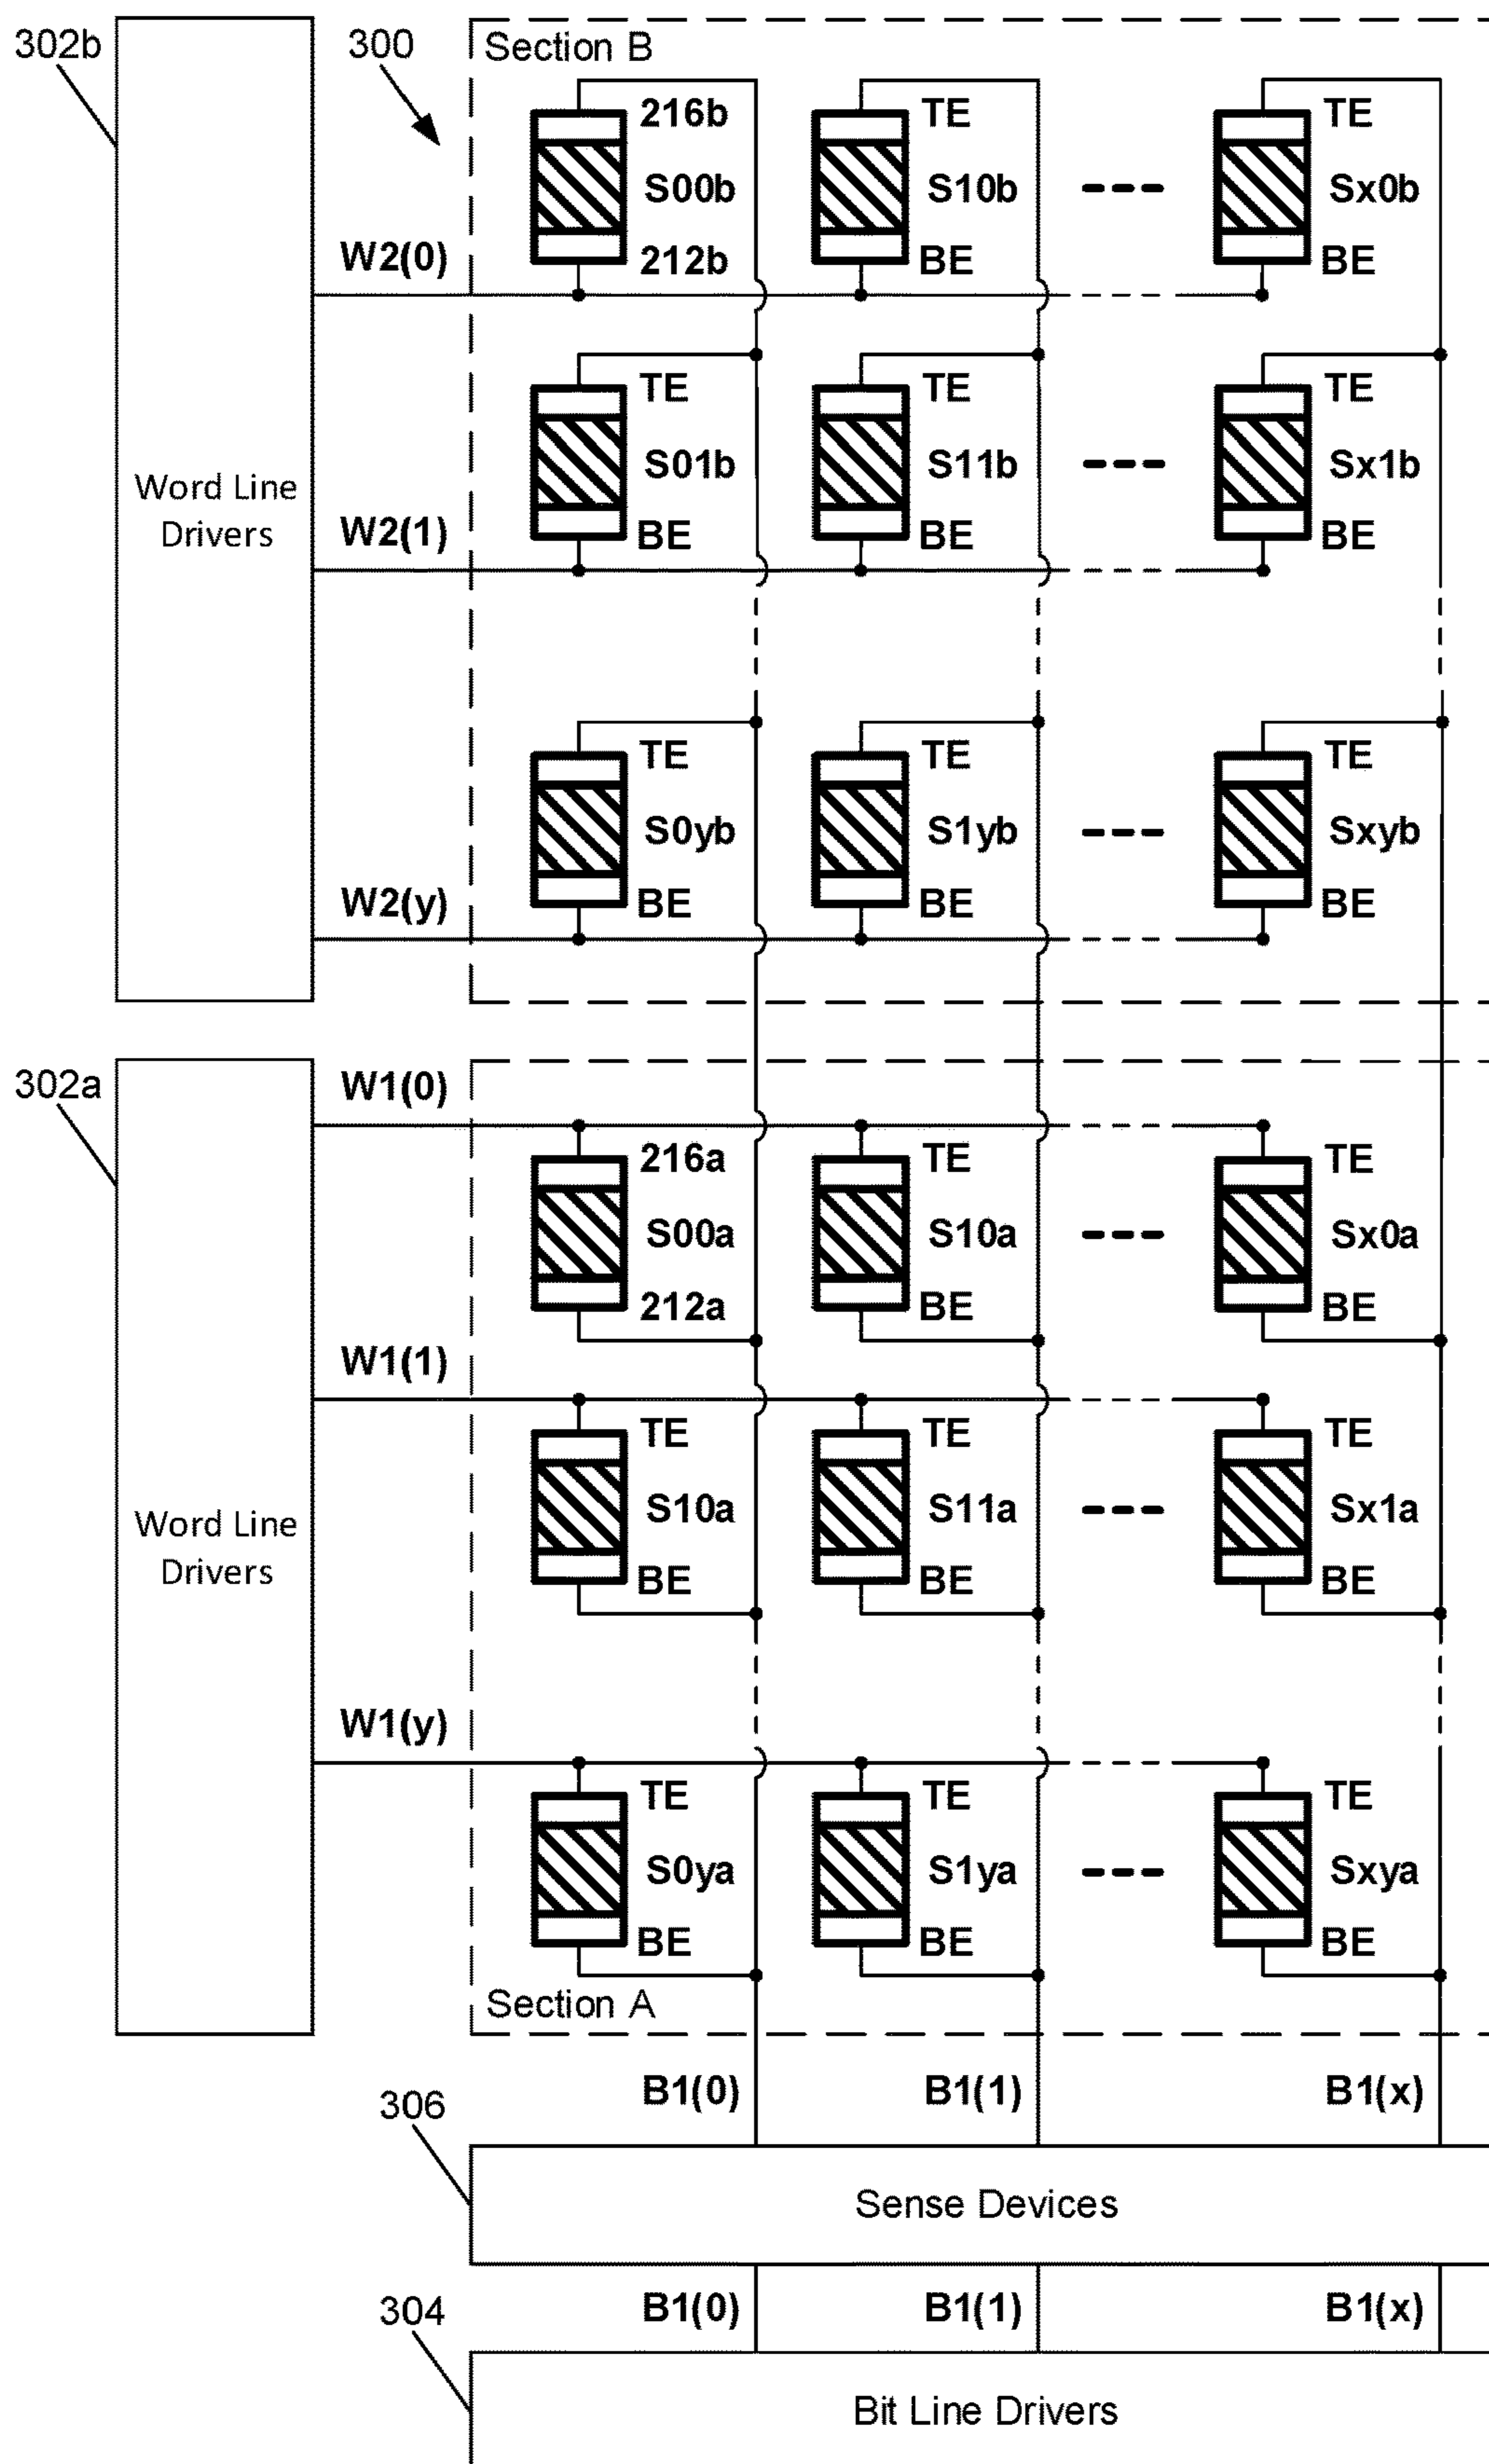 302b
300
Section B
216b
TE
TE
S00b
S10b
Sx0b
W2(0)
212b
BE
BE
TE
TE
TE
Word Line
Drivers
S01b
S11b
Sx1b
W2(1)
BE
BE
BE
TE
TE
TE
S0yb
S1yb
Sxyb
W2(y)
BE
BE
BE
302a
W1(0)
216a
TE
TE
S00a
S10a
Sx0a
212a
BE
BE
W1(1)
TE
TE
TE
Word Line
Drivers
S10a
S11a
Sx1a
BE
BE
BE
W1(y)
TE
TE
TE
S0ya
S1ya
Sxya
BE
BE
BE
Section A
B1(0)
B1(1)
B1(x)
306
Sense Devices
304
B1(0)
B1(1)
B1(x)
Bit Line Drivers